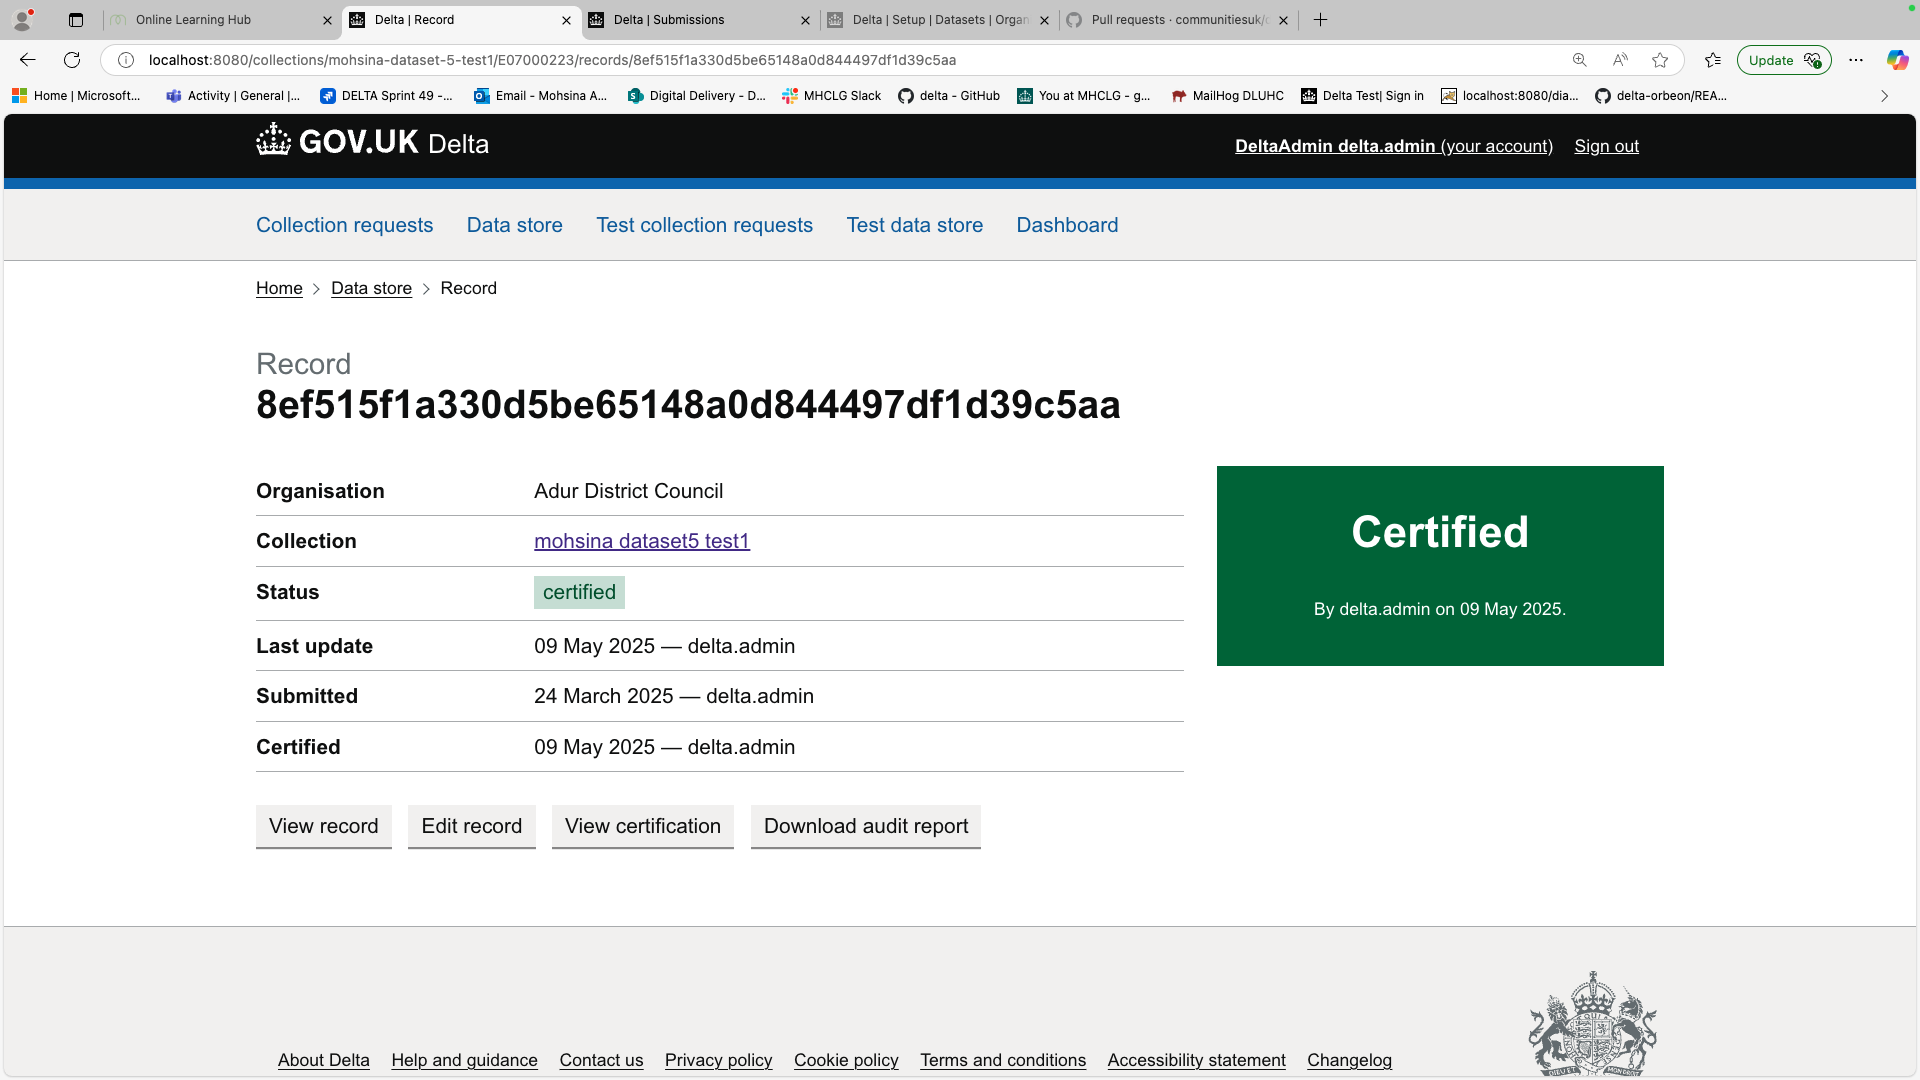 Online Learning Hub
Delta | Record
Delta | Submissions
Delta | Setup | Datasets | Organ
Pull requests · communitiesuk/
localhost:8080/collections/mohsina-dataset-5-test1/E07000223/records/8ef515f1a330d5be65148a0d844497df1d39c5aa
Update
Home | Microsoft...
Activity | General |...
DELTA Sprint 49 -...
Email - Mohsina A...
Digital Delivery - D...
MHCLG Slack
delta - GitHub
You at MHCLG - g...
MailHog DLUHC
Delta Test| Sign in
localhost:8080/dia...
delta-orbeon/REA...
GOV.UK Delta
DeltaAdmin delta.admin (your account)
Sign out
Collection requests
Data store
Test collection requests
Test data store
Dashboard
Home > Data store > Record
Record
8ef515f1a330d5be65148a0d844497df1d39c5aa
Organisation Adur District Council
Collection mohsina dataset5 test1
Status certified
Last update 09 May 2025 — delta.admin
Submitted 24 March 2025 — delta.admin
Certified 09 May 2025 — delta.admin
Certified
By delta.admin on 09 May 2025.
View record
Edit record
View certification
Download audit report
About Delta
Help and guidance
Contact us
Privacy policy
Cookie policy
Terms and conditions
Accessibility statement
Changelog